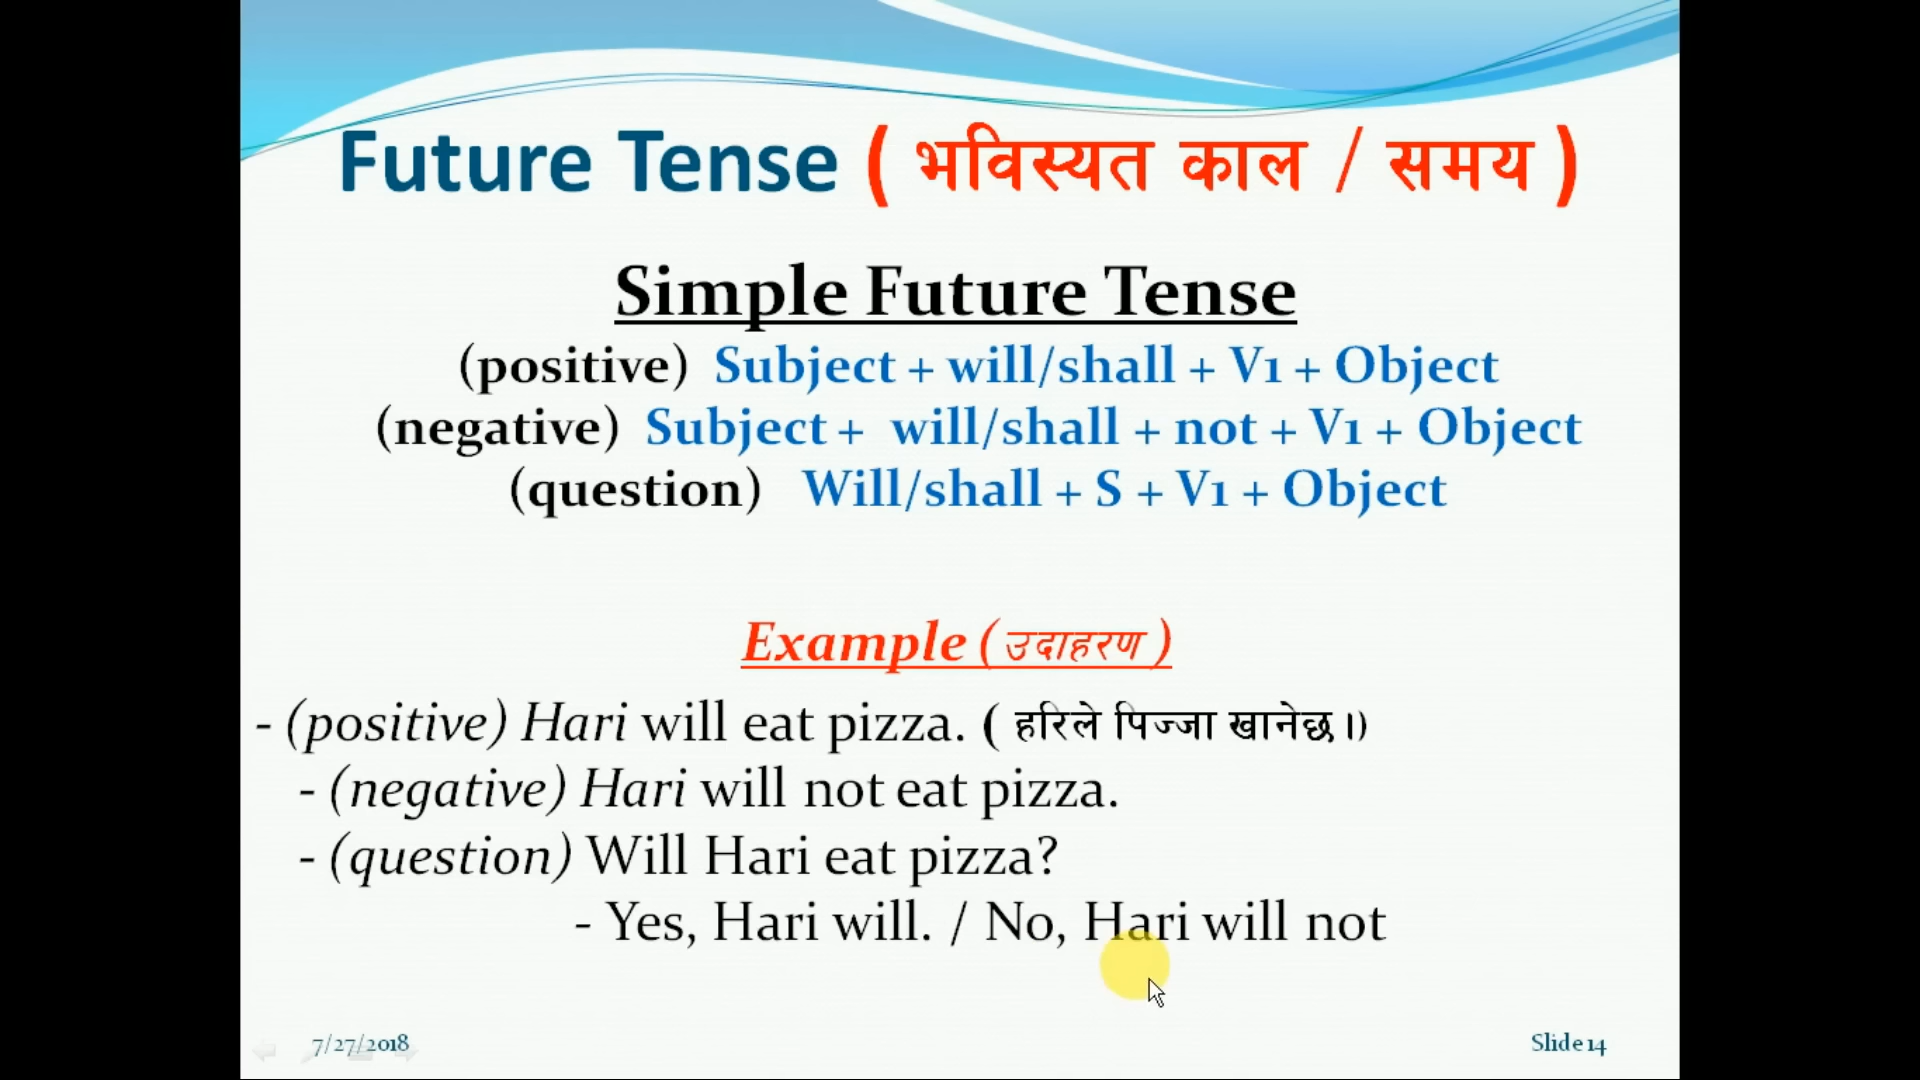 Future Tense ( भविस्यत काल / समय )
Simple Future Tense
(positive) Subject + will/shall + V1 + Object
(negative) Subject + will/shall + not + V1 + Object
(question) Will/shall + S + V1 + Object
Example ( उदाहरण )
- (positive) Hari will eat pizza. ( हरिले पिज्जा खानेछ ।)
- (negative) Hari will not eat pizza.
- (question) Will Hari eat pizza?
- Yes, Hari will. / No, Hari will not
7/27/2018 Slide 14